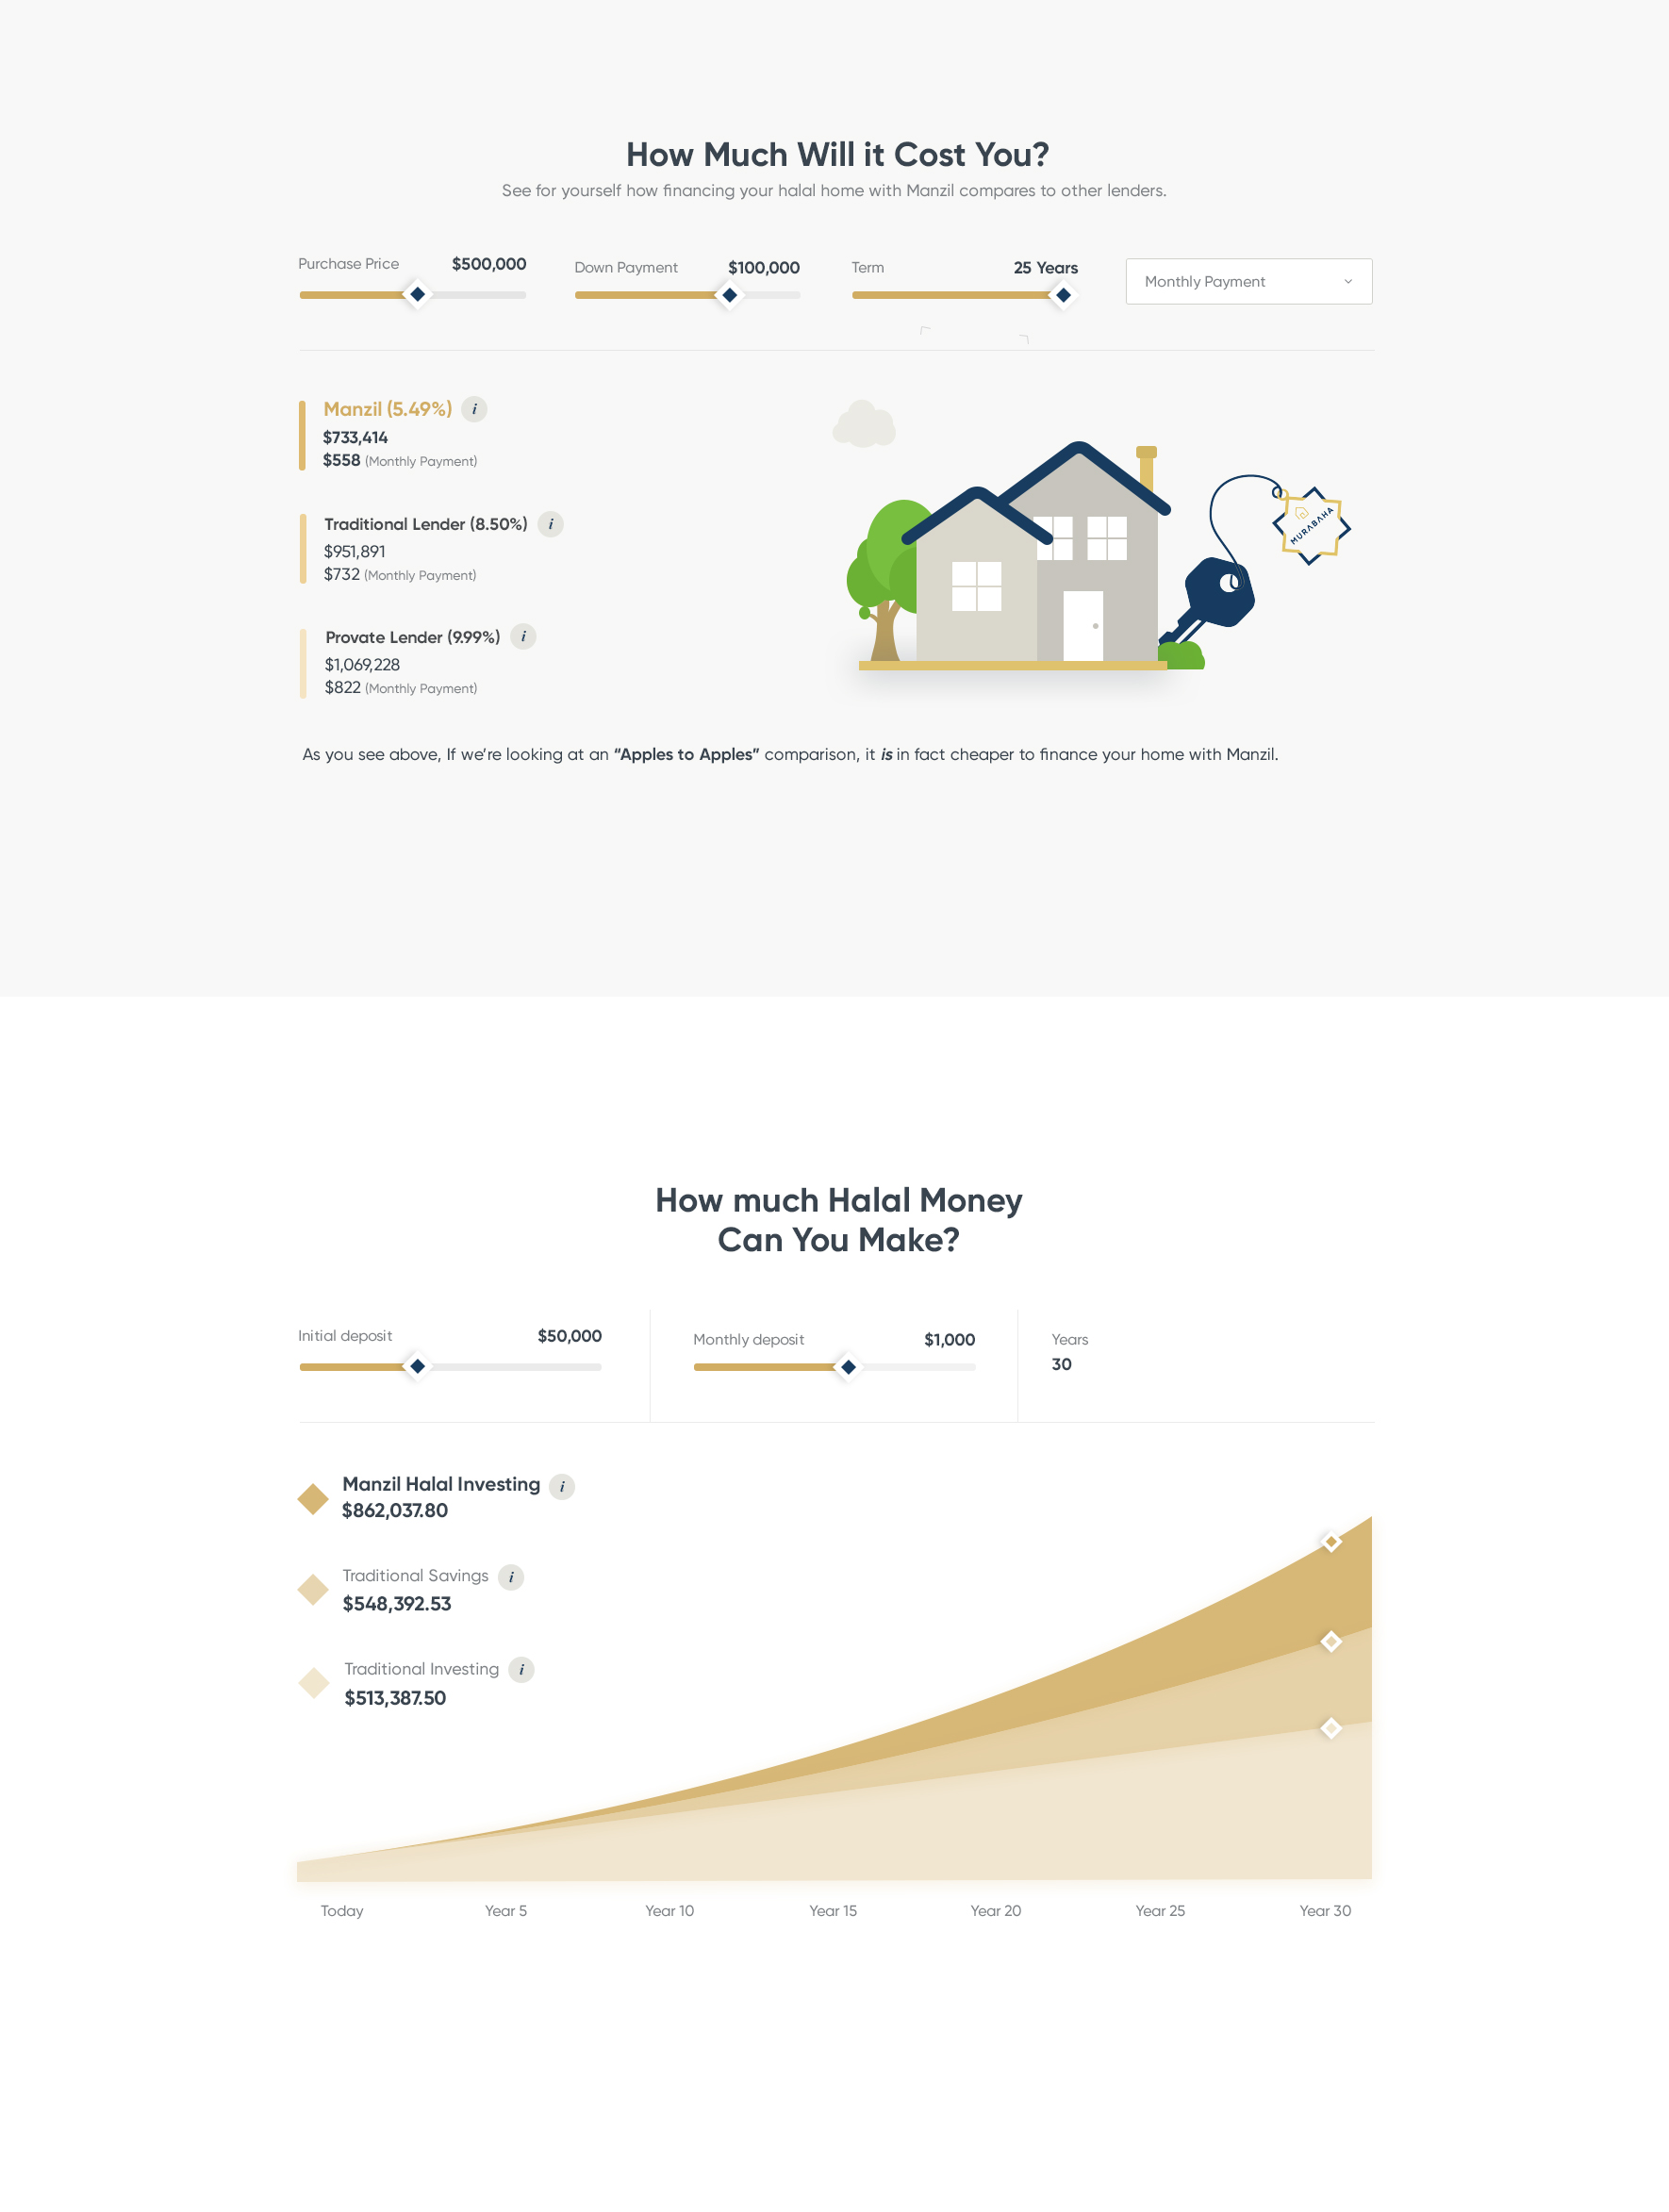 How Much Will it Cost You?
See for yourself how financing your halal home with Manzil compares to other lenders.
Purchase Price $500,000
Down Payment $100,000
Term 25 Years
Monthly Payment
Manzil (5.49%) i
$733,414
$558 (Monthly Payment)
Traditional Lender (8.50%) i
$951,891
$732 (Monthly Payment)
Provate Lender (9.99%) i
$1,069,228
$822 (Monthly Payment)
MURABAHA
As you see above, If we’re looking at an “Apples to Apples” comparison, it is in fact cheaper to finance your home with Manzil.
How much Halal Money
Can You Make?
Initial deposit $50,000
Monthly deposit $1,000
Years
30
Manzil Halal Investing i
$862,037.80
Traditional Savings i
$548,392.53
Traditional Investing i
$513,387.50
Today Year 5 Year 10 Year 15 Year 20 Year 25 Year 30